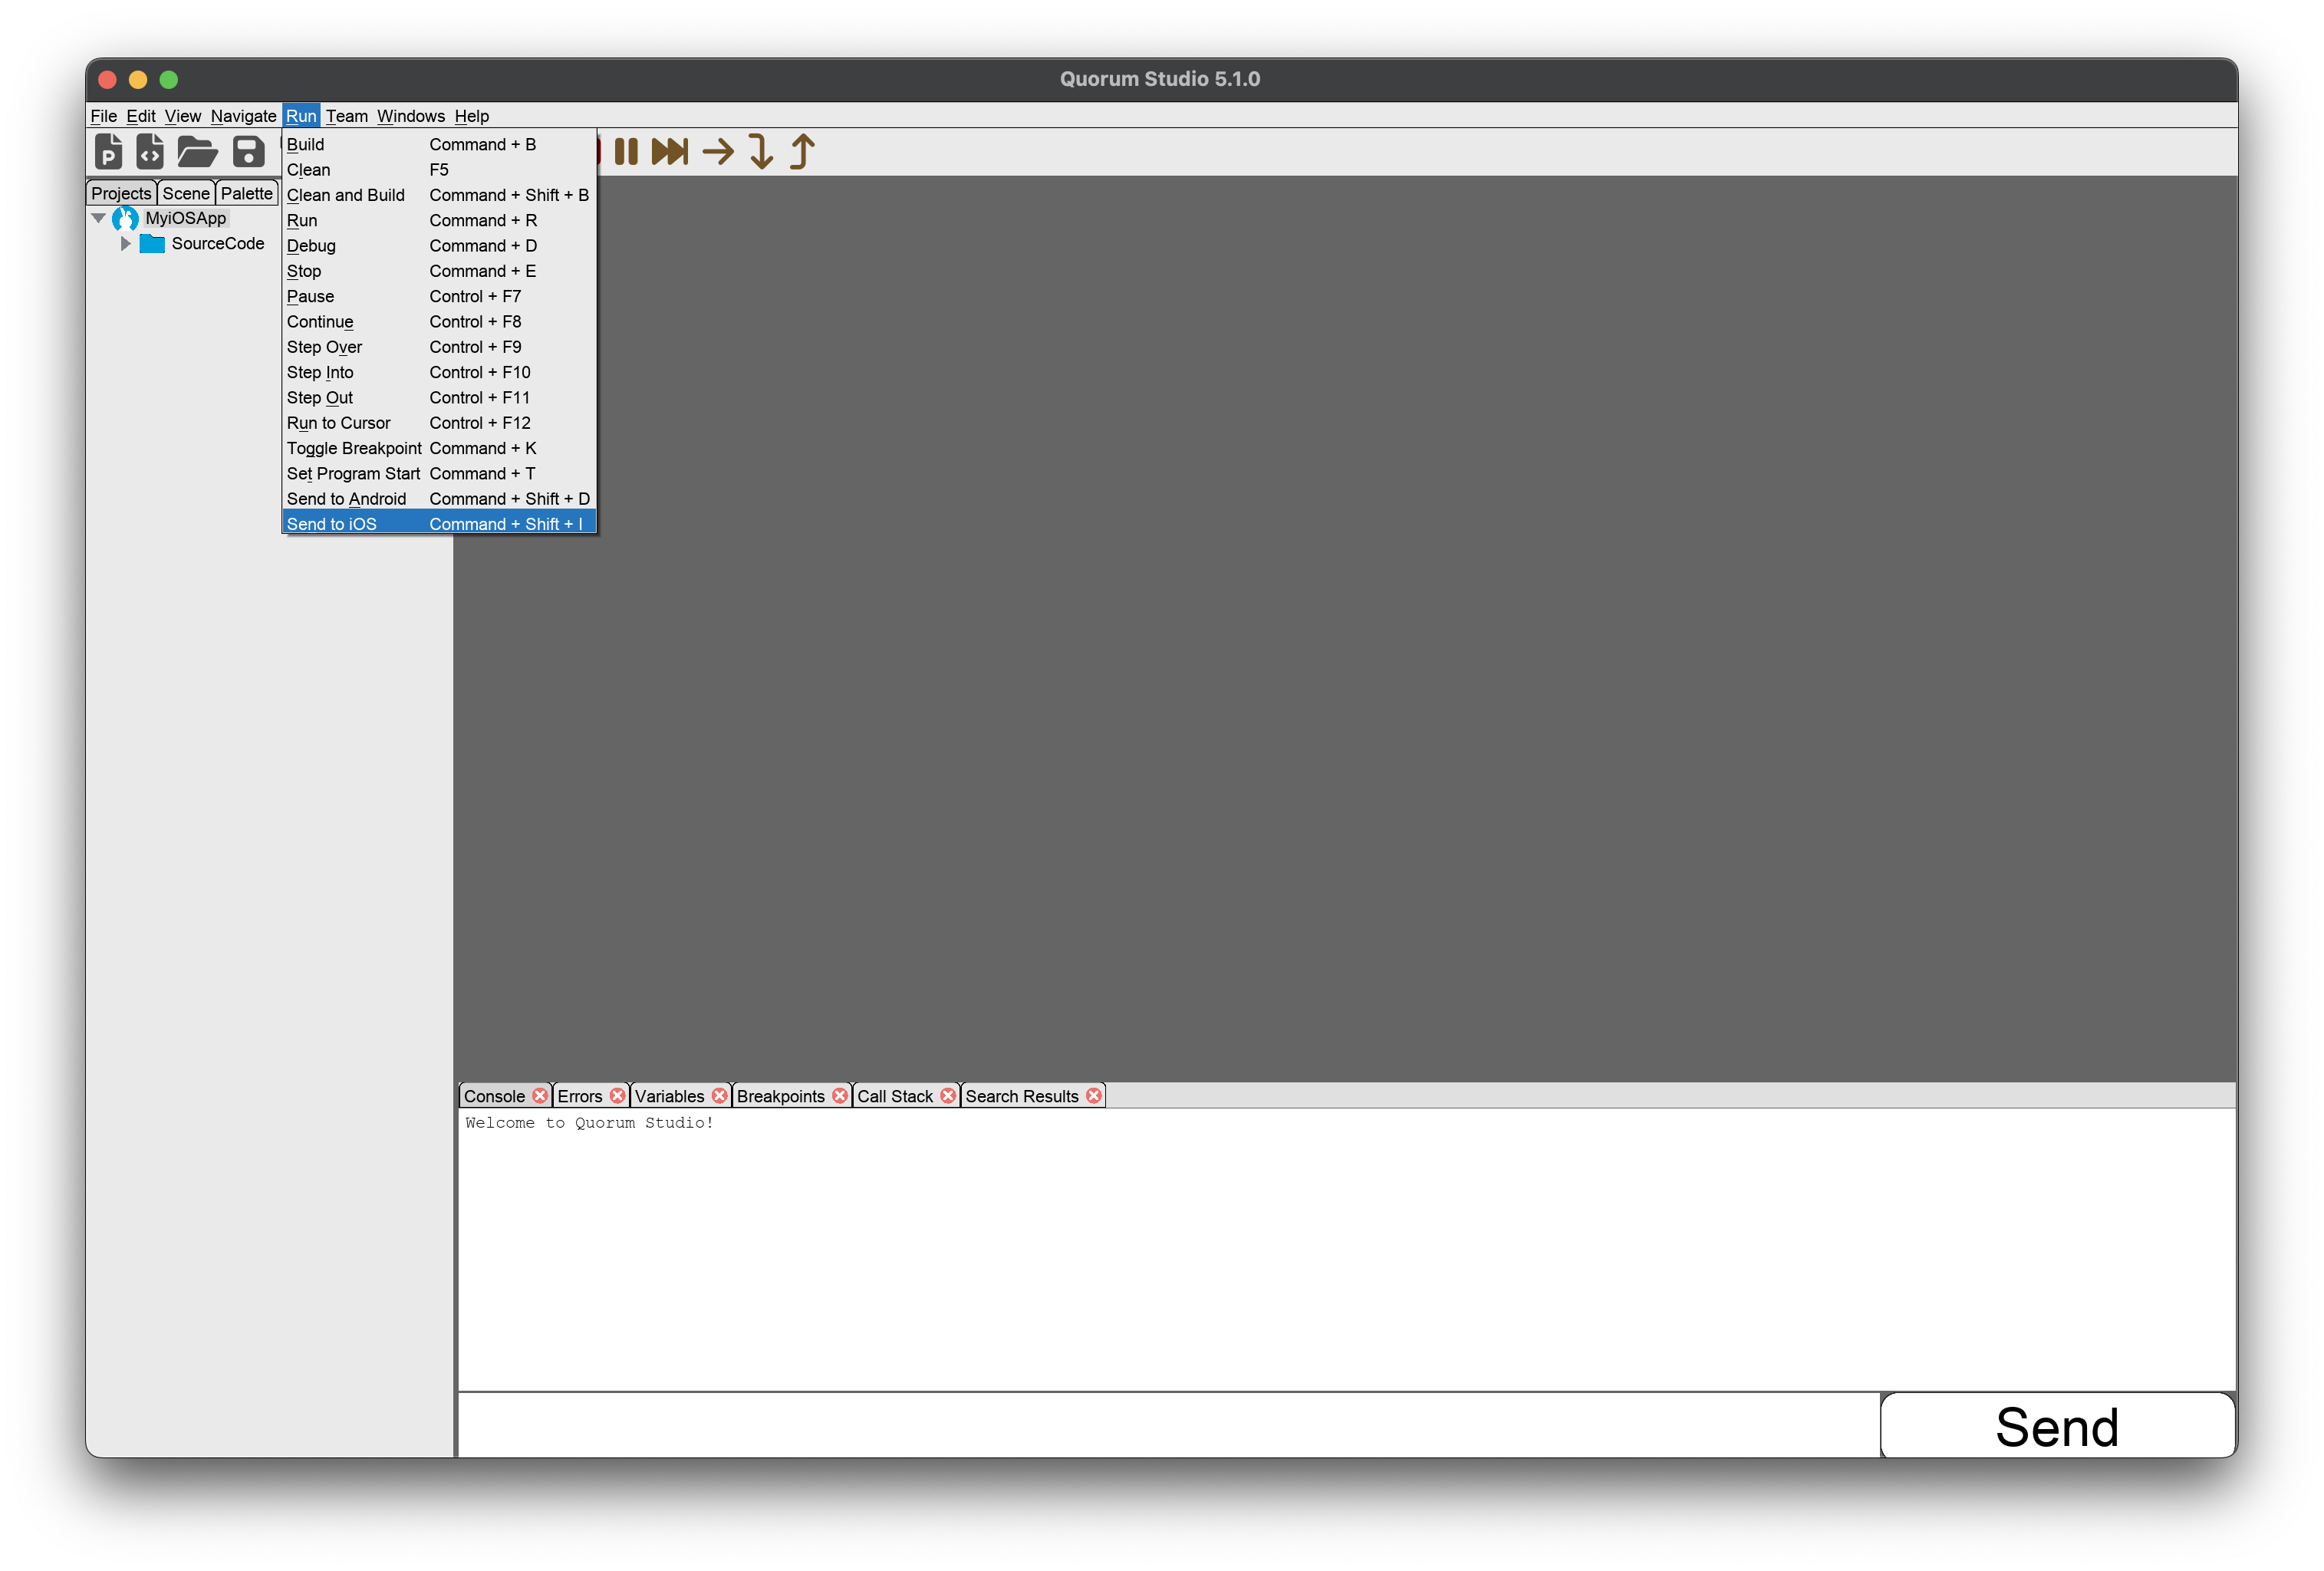 Quorum Studio 5.1.0
File Edit View Navigate Run Team Windows Help
Projects Scene Palette
MyiOSApp
SourceCode
Build Command + B
Clean F5
Clean and Build Command + Shift + B
Run Command + R
Debug Command + D
Stop Command + E
Pause Control + F7
Continue Control + F8
Step Over Control + F9
Step Into Control + F10
Step Out Control + F11
Run to Cursor Control + F12
Toggle Breakpoint Command + K
Set Program Start Command + T
Send to Android Command + Shift + D
Send to iOS Command + Shift + I
Console Errors Variables Breakpoints Call Stack Search Results
Welcome to Quorum Studio!
Send